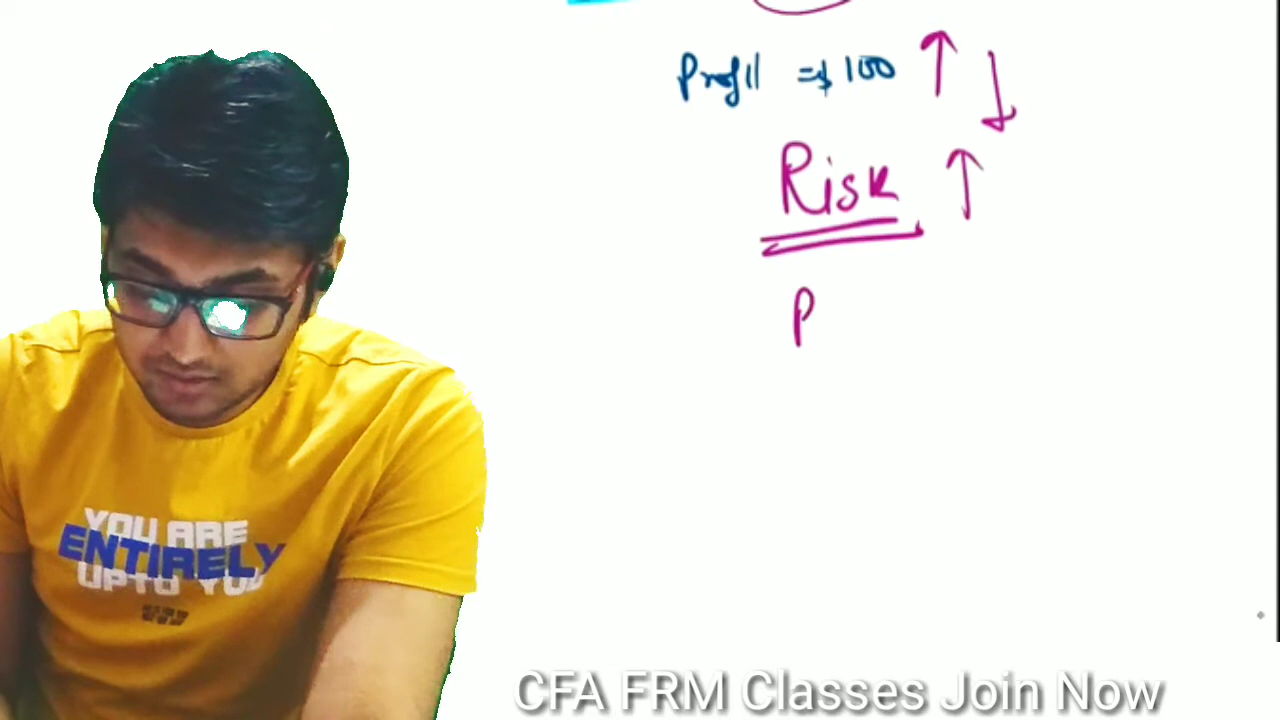 Profit = $ 100 ↑ ↓
Risk ↑
P
YOU ARE
ENTIRELY
UPTO YOU
CFA FRM Classes Join Now